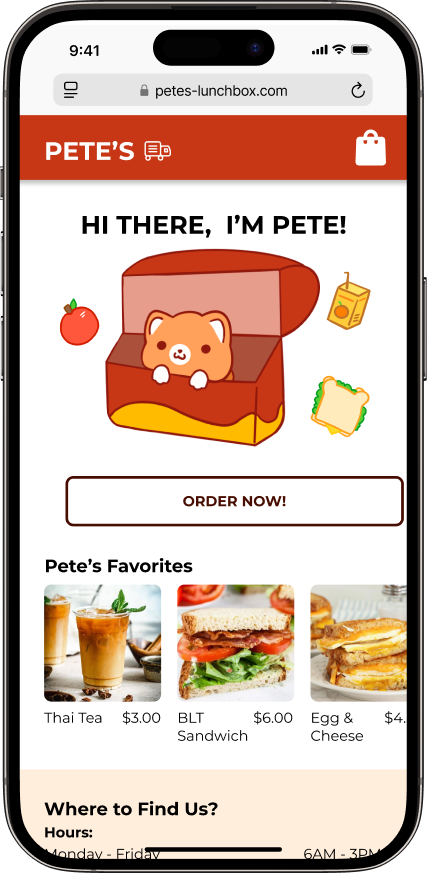 9:41
petes-lunchbox.com
PETE'S
HI THERE, I'M PETE!
ORDER NOW!
Pete's Favorites
Thai Tea $3.00 BLT $6.00 Egg & $4.
Sandwich Cheese
Where to Find Us?
Hours:
Monday - Friday 6AM - 3PM